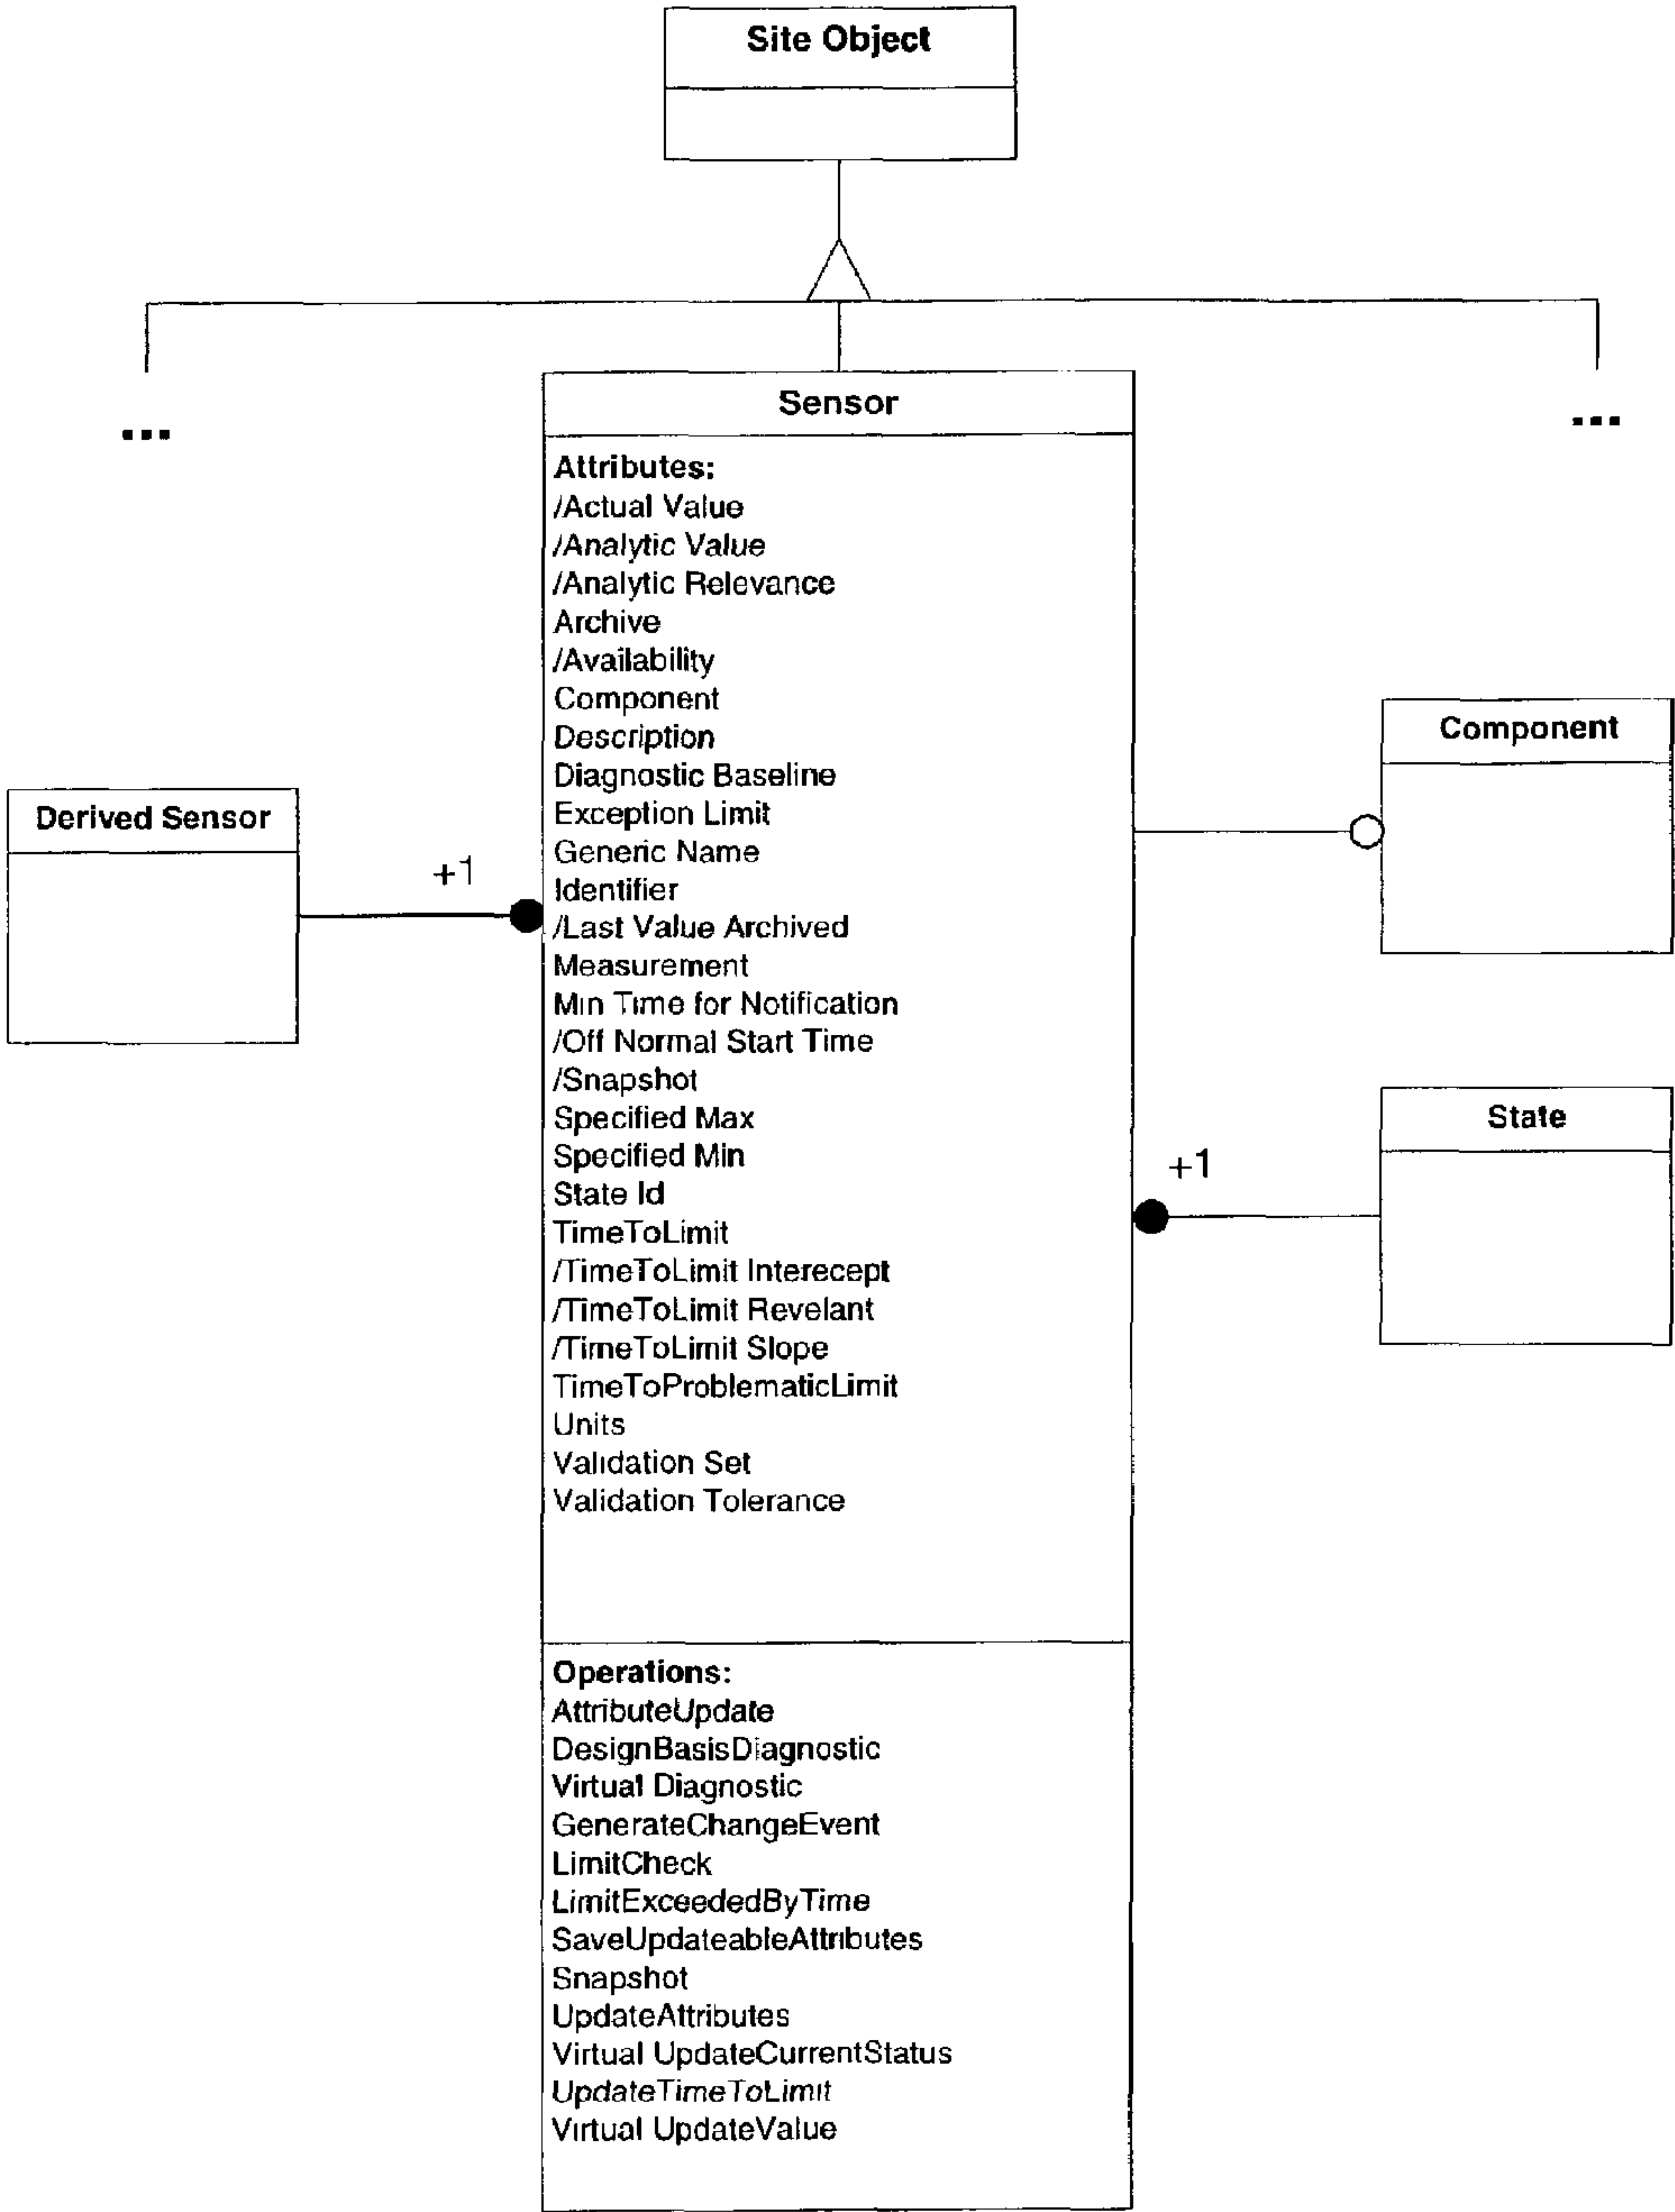 Site Object
...
...
Sensor
Attributes:
/Actual Value
/Analytic Value
/Analytic Relevance
Archive
/Availability
Component
Description
Diagnostic Baseline
Exception Limit
Generic Name
Identifier
/Last Value Archived
Measurement
Min Time for Notification
/Off Normal Start Time
/Snapshot
Specified Max
Specified Min
State Id
TimeToLimit
/TimeToLimit Interecept
/TimeToLimit Revelant
/TimeToLimit Slope
TimeToProblematicLimit
Units
Validation Set
Validation Tolerance
Operations:
AttributeUpdate
DesignBasisDiagnostic
Virtual Diagnostic
GenerateChangeEvent
LimitCheck
LimitExceededByTime
SaveUpdateableAttributes
Snapshot
UpdateAttributes
Virtual UpdateCurrentStatus
UpdateTimeToLimit
Virtual UpdateValue
Derived Sensor
+1
Component
State
+1